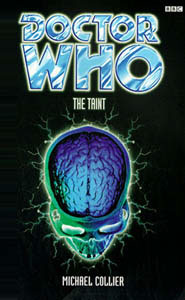 BBC
DOCTOR
WHO
THE TAINT
MICHAEL COLLIER